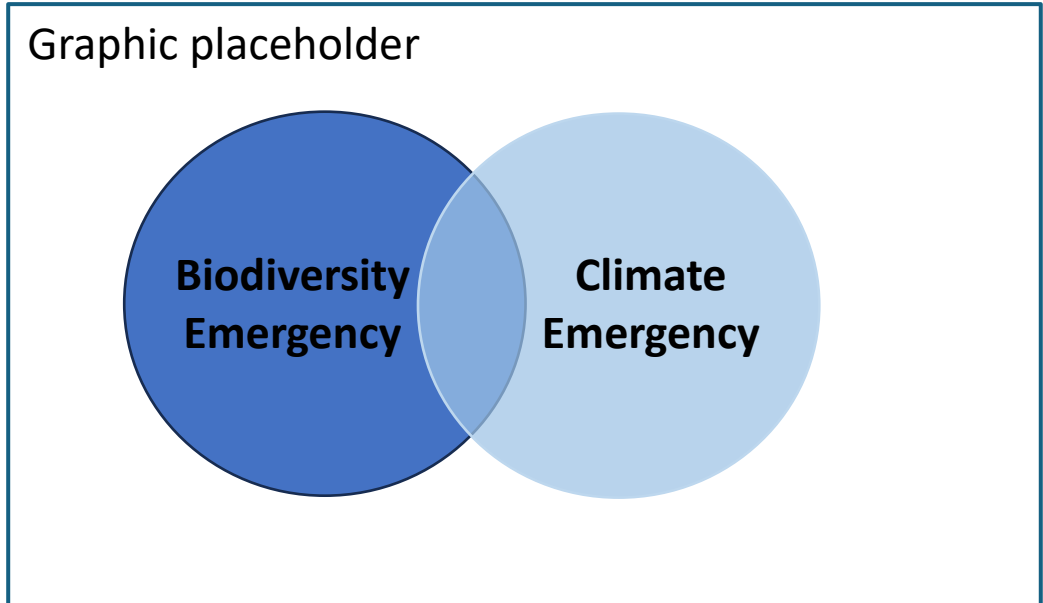 Graphic placeholder
Biodiversity
Emergency
Climate
Emergency